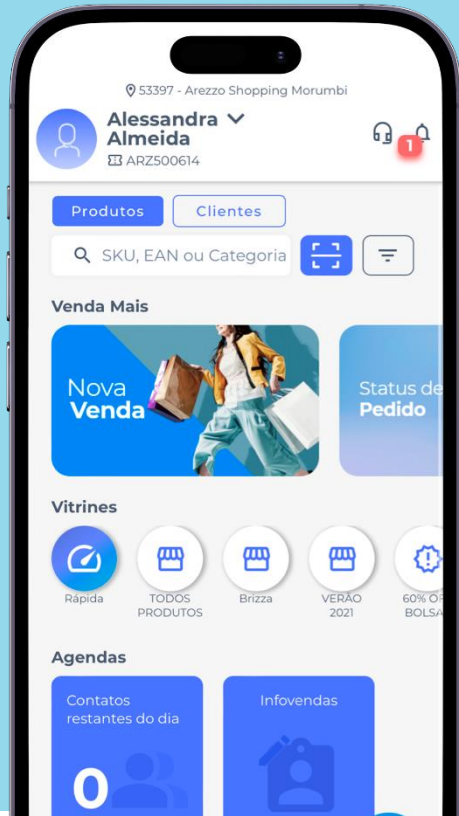 53397 - Arezzo Shopping Morumbi
Alessandra
Almeida
ARZ500614
1
Produtos
Clientes
SKU, EAN ou Categoria
Venda Mais
Nova
Venda
Status de
Pedido
Vitrines
Rápida
TODOS
PRODUTOS
Brizza
VERÃO
2021
60% O
BOLSA
Agendas
Contatos
restantes do dia
0
Infovendas